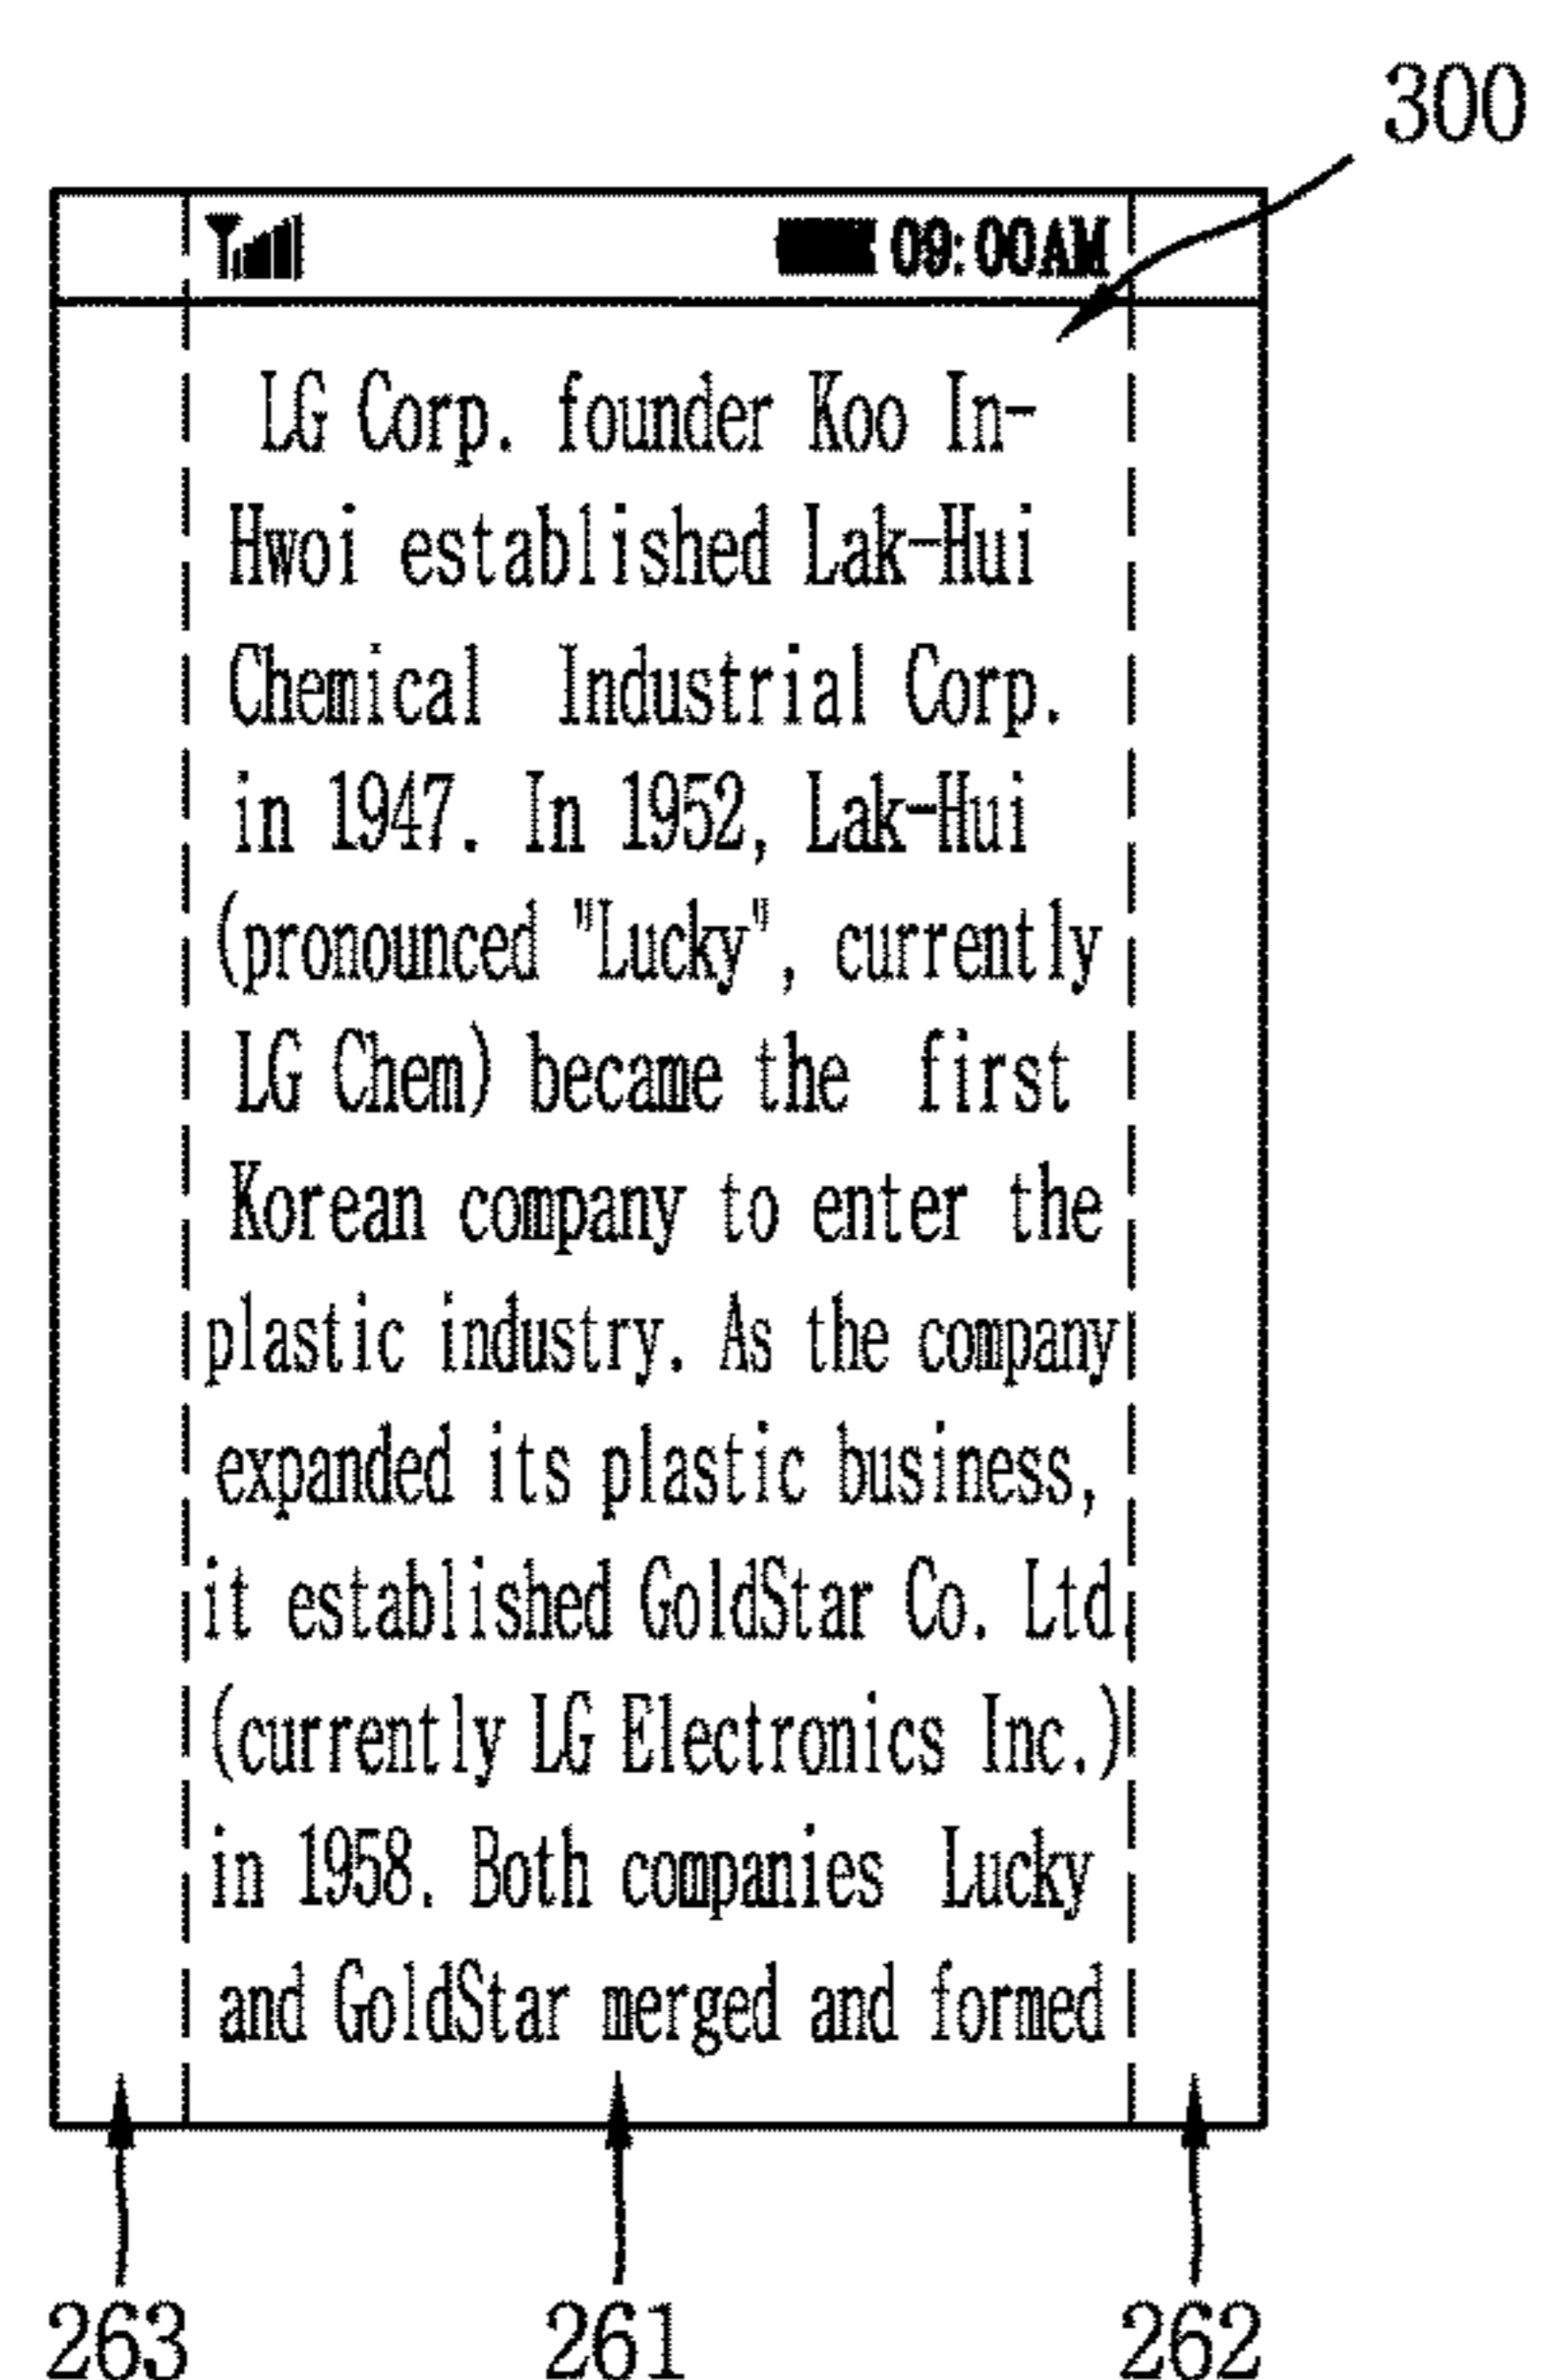 300
09:00AM
LG Corp. founder Koo In-
Hwoi established Lak-Hui
Chemical Industrial Corp.
in 1947. In 1952, Lak-Hui
(pronounced "Lucky", currently
LG Chem) became the first
Korean company to enter the
plastic industry. As the company
expanded its plastic business,
it established GoldStar Co. Ltd.
(currently LG Electronics Inc.)
in 1958. Both companies Lucky
and GoldStar merged and formed
263 261 262